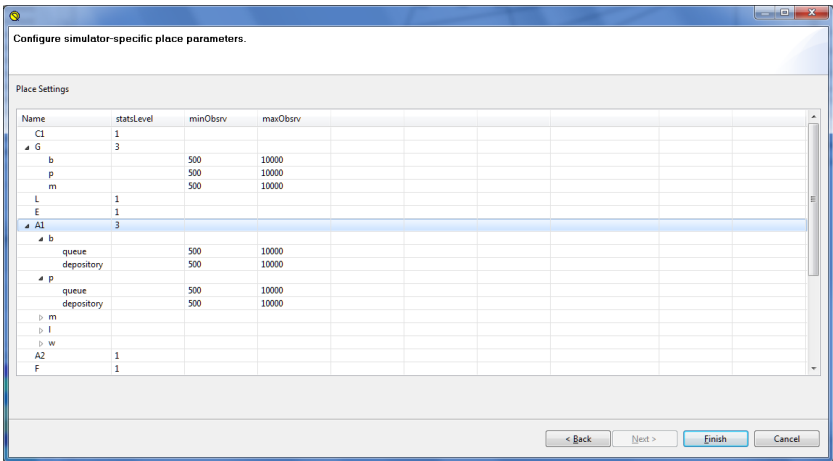 Configure simulator-specific place parameters.
Place Settings
Name statsLevel minObsrv maxObsrv
C1 1
G 3
b 500 10000
p 500 10000
m 500 10000
L 1
E 1
A1 3
b
queue 500 10000
depository 500 10000
p
queue 500 10000
depository 500 10000
m
l
w
A2 1
F 1
< Back Next > Finish Cancel